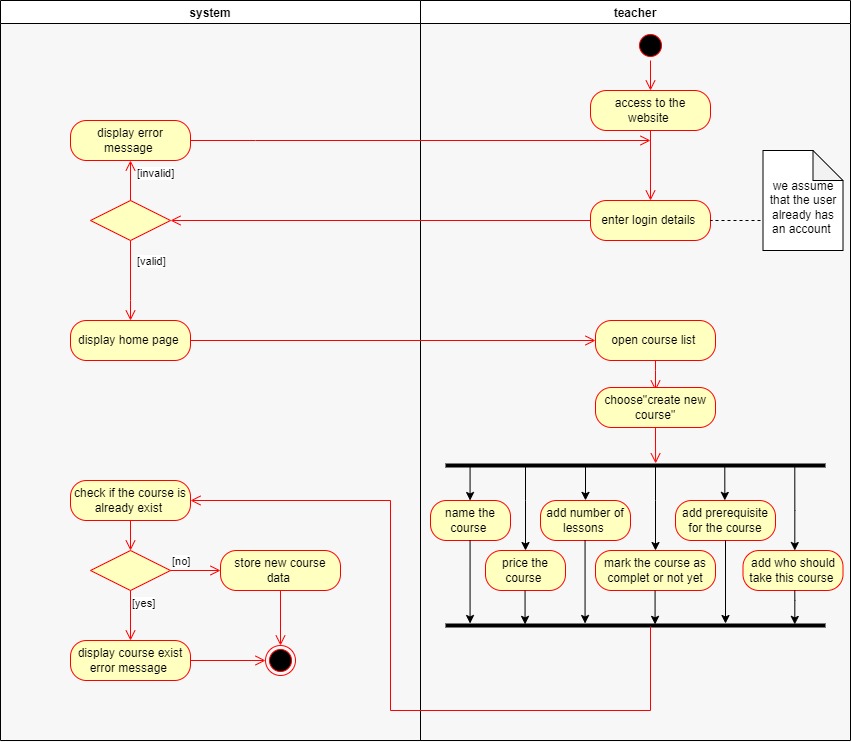 system
teacher
access to the
website
display error
message
[invalid]
we assume
that the user
already has
an account
enter login details
[valid]
display home page
open course list
choose"create new
course"
check if the course is
already exist
name the
course
add number of
lessons
add prerequisite
for the course
[no]
store new course
data
price the
course
mark the course as
complet or not yet
add who should
take this course
[yes]
display course exist
error message